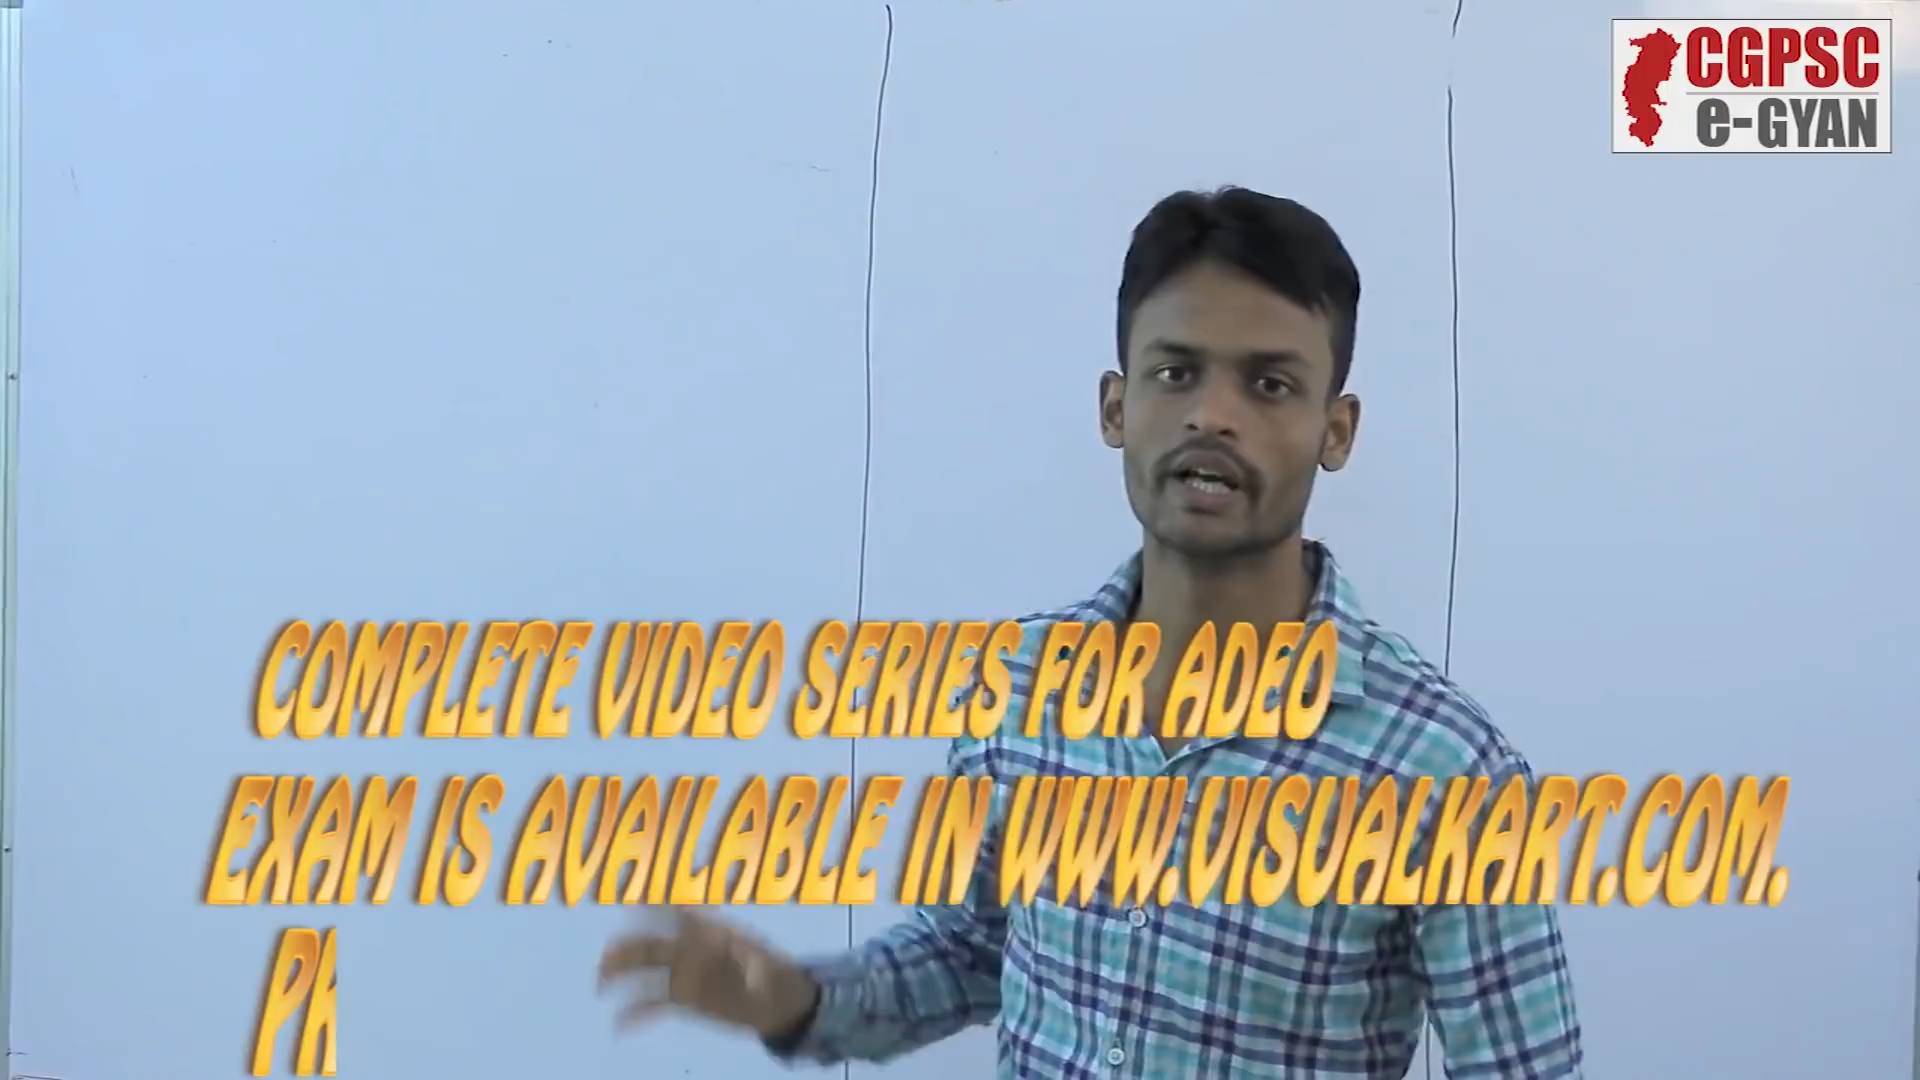 CGPSC
e-GYAN
COMPLETE VIDEO SERIES FOR ADEO
EXAM IS AVAILABLE IN WWW.VISUALKART.COM.